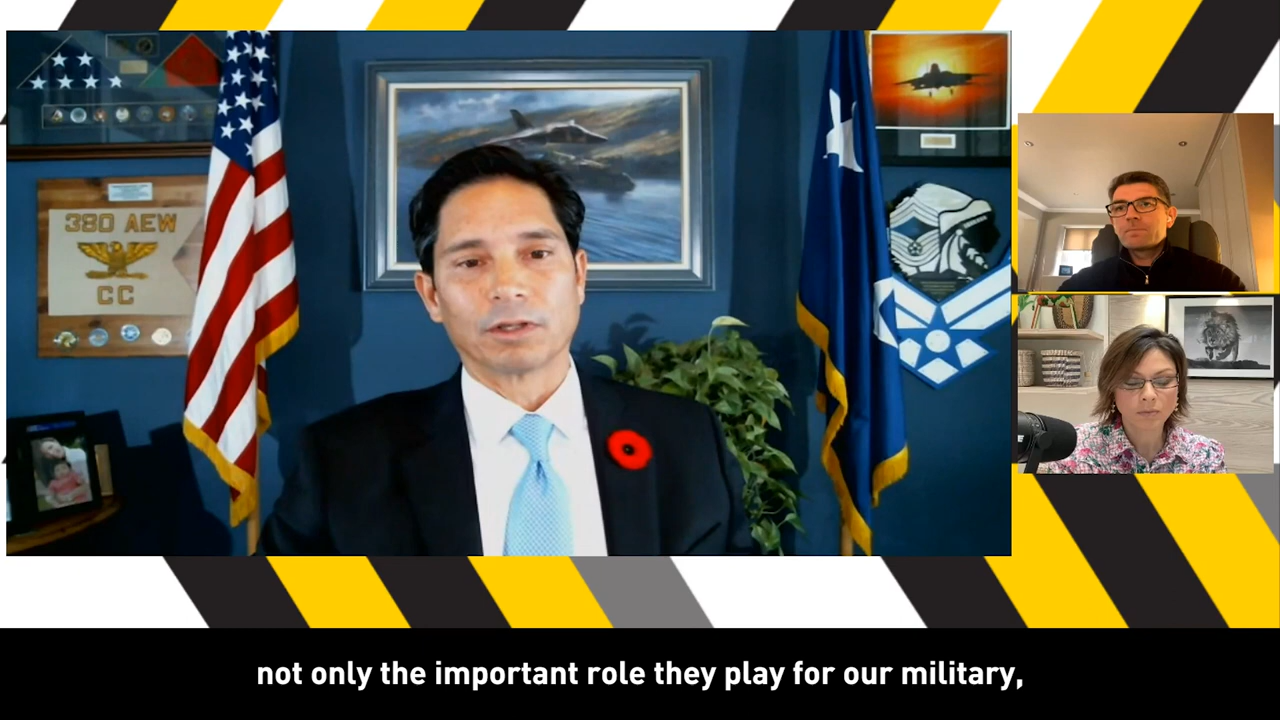 380 AEW
CC
not only the important role they play for our military,